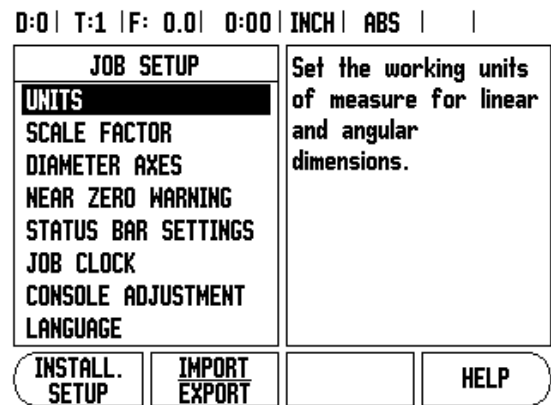 D:0| T:1 |F: 0.0| 0:00| INCH| ABS | |
JOB SETUP
UNITS
SCALE FACTOR
DIAMETER AXES
NEAR ZERO WARNING
STATUS BAR SETTINGS
JOB CLOCK
CONSOLE ADJUSTMENT
LANGUAGE
Set the working units
of measure for linear
and angular
dimensions.
INSTALL.
SETUP
IMPORT
EXPORT
HELP